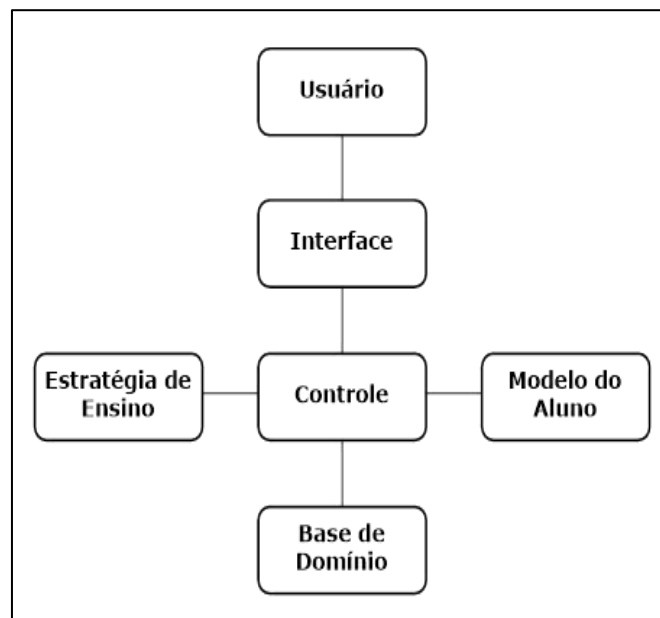 Usuário
Interface
Estratégia de
Ensino
Controle
Modelo do
Aluno
Base de
Domínio